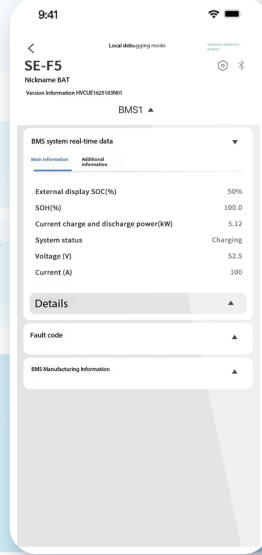 9:41
Local debugging mode
SE-F5
Nickname BAT
Version Information HVCUE1625103N01
BMS1
BMS system real-time data
Main information Additional information
External display SOC(%) 50%
SOH(%) 100.0
Current charge and discharge power(kW) 5.12
System status Charging
Voltage (V) 52.5
Current (A) 100
Details
Fault code
BMS Manufacturing Information